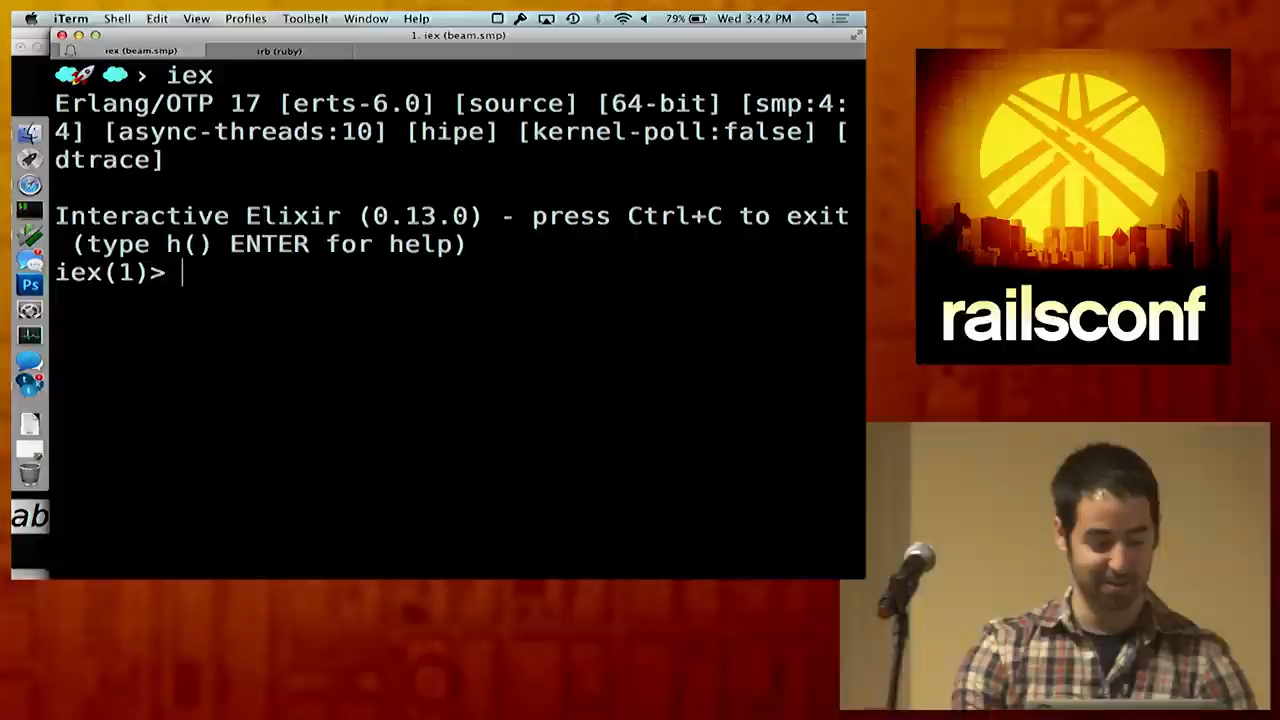 iTerm Shell Edit View Profiles Toolbelt Window Help 79% Wed 3:42 PM
1. iex (beam.smp)
iex (beam.smp) irb (ruby)
› iex
Erlang/OTP 17 [erts-6.0] [source] [64-bit] [smp:4:
4] [async-threads:10] [hipe] [kernel-poll:false] [
dtrace]
Interactive Elixir (0.13.0) - press Ctrl+C to exit
(type h() ENTER for help)
iex(1)>
Ps
ab
railsconf